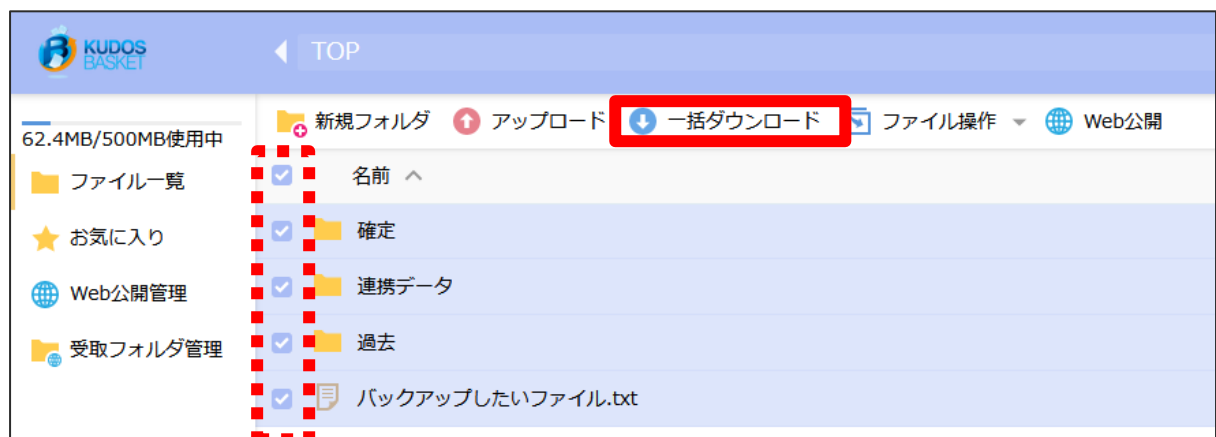 KUDOS
BASKET
TOP
62.4MB/500MB使用中
ファイル一覧
お気に入り
Web公開管理
受取フォルダ管理
新規フォルダ アップロード 一括ダウンロード ファイル操作 Web公開
名前
確定
連携データ
過去
バックアップしたいファイル.txt